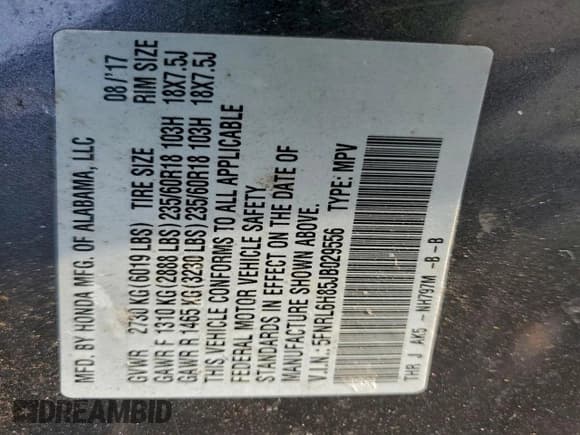 MFD. BY HONDA MFG. OF ALABAMA, LLC 08/'17
GVWR 2730 KG(6019 LBS) TIRE SIZE RIM SIZE
GAWR F 1310 KG(2888 LBS)235/60R18 103H 18X7.5J
GAWR R 1465 KG(3230 LBS)235/60R18 103H 18X7.5J
THIS VEHICLE CONFORMS TO ALL APPLICABLE
FEDERAL MOTOR VEHICLE SAFETY
STANDARDS IN EFFECT ON THE DATE OF
MANUFACTURE SHOWN ABOVE.
V.I.N.: 5FNRL6H85JB029556 TYPE: MPV
THR J AK5 - NH797M -B -B
DREAMBID